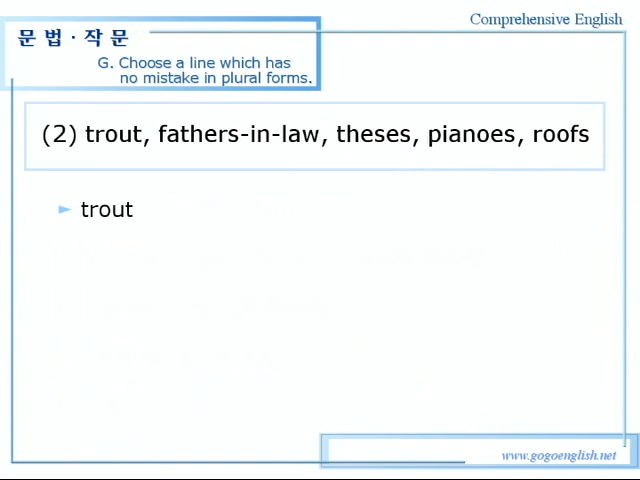 Comprehensive English
문법·작문
G. Choose a line which has
no mistake in plural forms.
(2) trout, fathers-in-law, theses, pianoes, roofs
► trout
www.gogoenglish.net